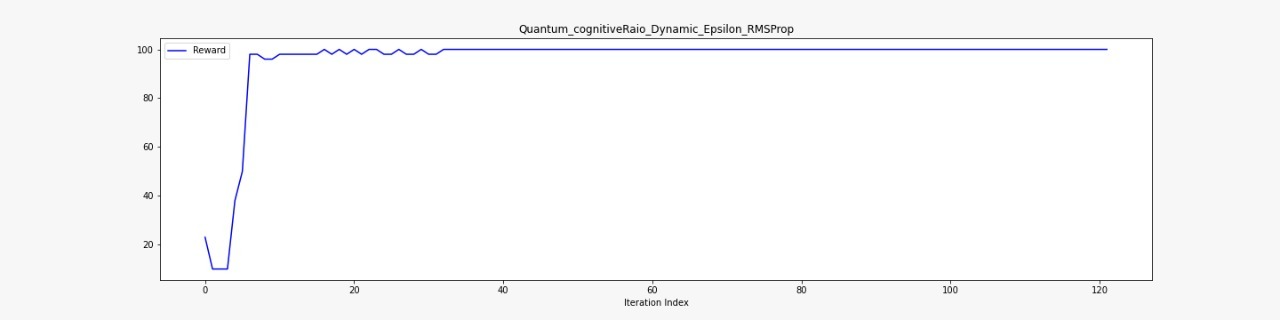 Quantum_cognitiveRaio_Dynamic_Epsilon_RMSProp
Reward
100
80
60
40
20
0 20 40 60 80 100 120
Iteration Index